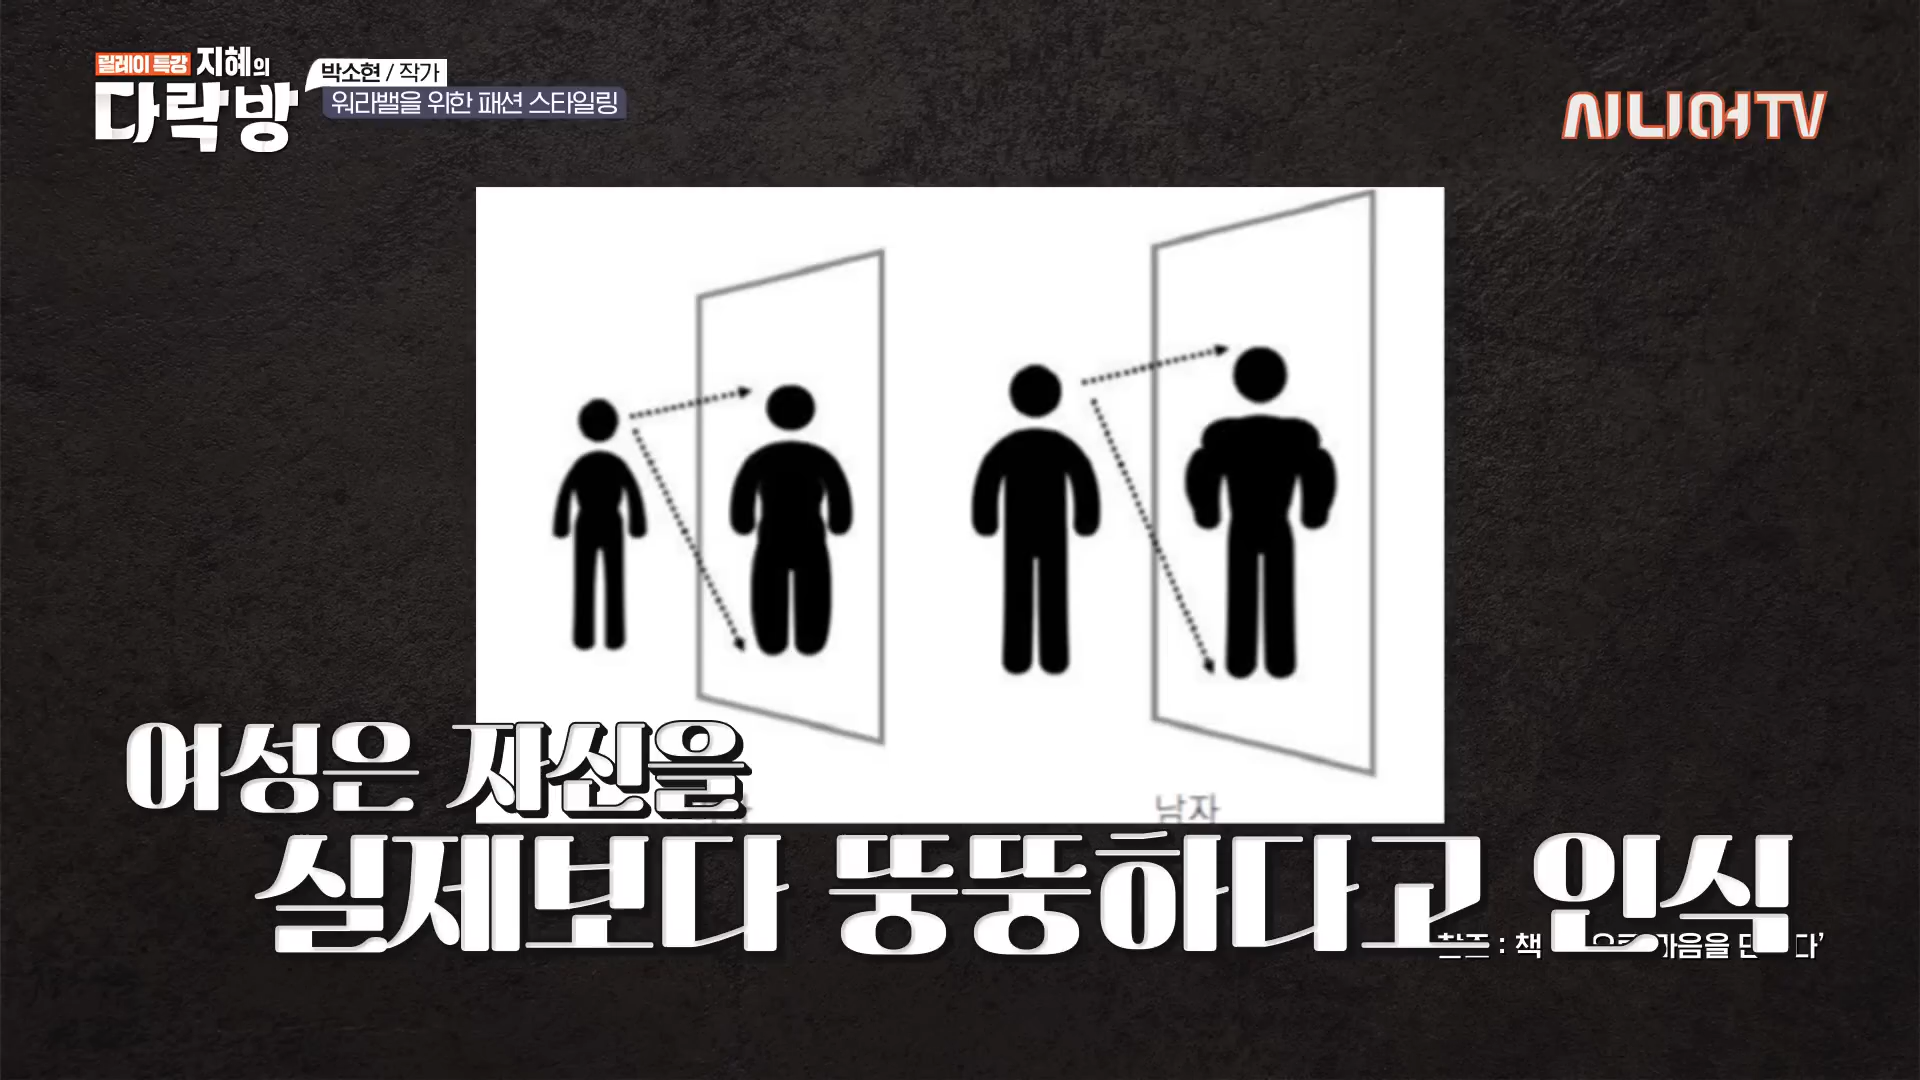 릴레이 특강 지혜의
다락방
박소현 / 작가
워라밸을 위한 패션 스타일링
시니어TV
남자
여성은 자신을
실제보다 뚱뚱하다고 인식
: 책